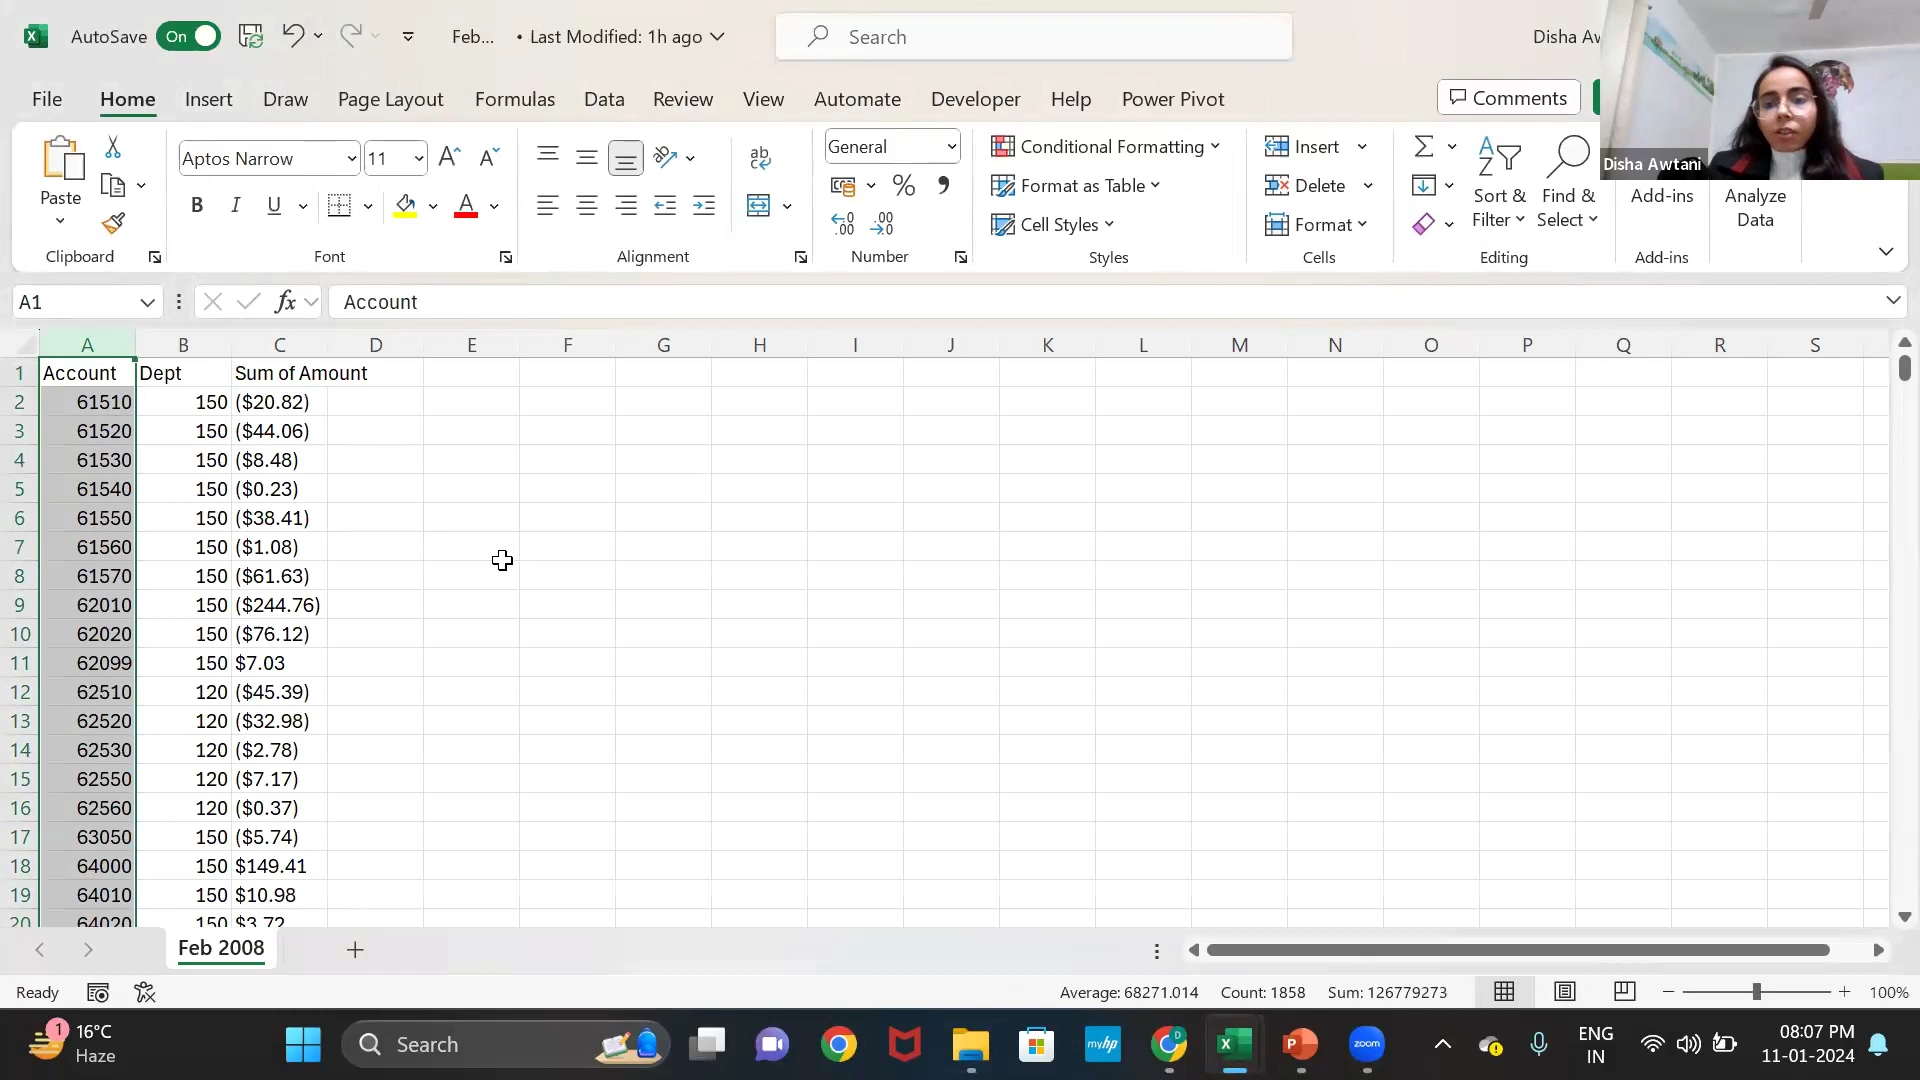 AutoSave On Feb... • Last Modified: 1h ago Search Disha Aw
File Home Insert Draw Page Layout Formulas Data Review View Automate Developer Help Power Pivot Comments
Disha Awtani
Paste
Clipboard
Aptos Narrow 11
B I U A
Font
ab
Alignment
General
% ,
Number
Conditional Formatting
Format as Table
Cell Styles
Styles
Insert
Delete
Format
Cells
Sort & Filter
Find & Select
Editing
Add-ins
Add-ins
Analyze Data
A1 fx Account
A B C D E F G H I J K L M N O P Q R S
1 Account Dept Sum of Amount
2 61510 150 ($20.82)
3 61520 150 ($44.06)
4 61530 150 ($8.48)
5 61540 150 ($0.23)
6 61550 150 ($38.41)
7 61560 150 ($1.08)
8 61570 150 ($61.63)
9 62010 150 ($244.76)
10 62020 150 ($76.12)
11 62099 150 $7.03
12 62510 120 ($45.39)
13 62520 120 ($32.98)
14 62530 120 ($2.78)
15 62550 120 ($7.17)
16 62560 120 ($0.37)
17 63050 150 ($5.74)
18 64000 150 $149.41
19 64010 150 $10.98
20 64020 150 $3.72
Feb 2008
Ready Average: 68271.014 Count: 1858 Sum: 126779273 100%
1 16°C
Haze
Search
myhp
zoom
ENG
IN
08:07 PM
11-01-2024